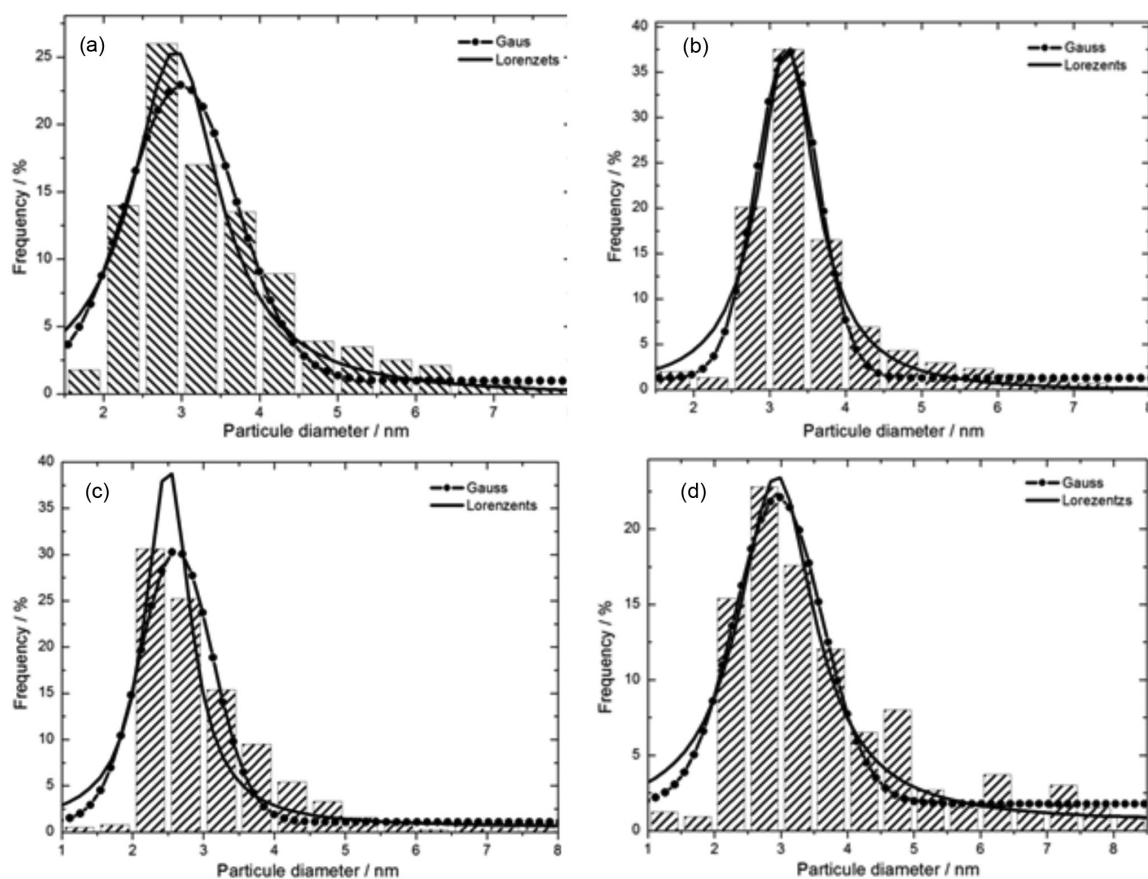 (a)
Gaus
Lorenzets
Frequency / %
25
20
15
10
5
0
2 3 4 5 6 7
Particule diameter / nm
(b)
Gauss
Lorezents
Frequency / %
40
35
30
25
20
15
10
5
0
2 3 4 5 6 7 8
Particule diameter / nm
(c)
Gauss
Lorenzents
Frequency / %
40
35
30
25
20
15
10
5
0
1 2 3 4 5 6 7 8
Particule diameter / nm
(d)
Gauss
Lorezentzs
Frequency / %
20
15
10
5
0
1 2 3 4 5 6 7 8
Particule diameter / nm